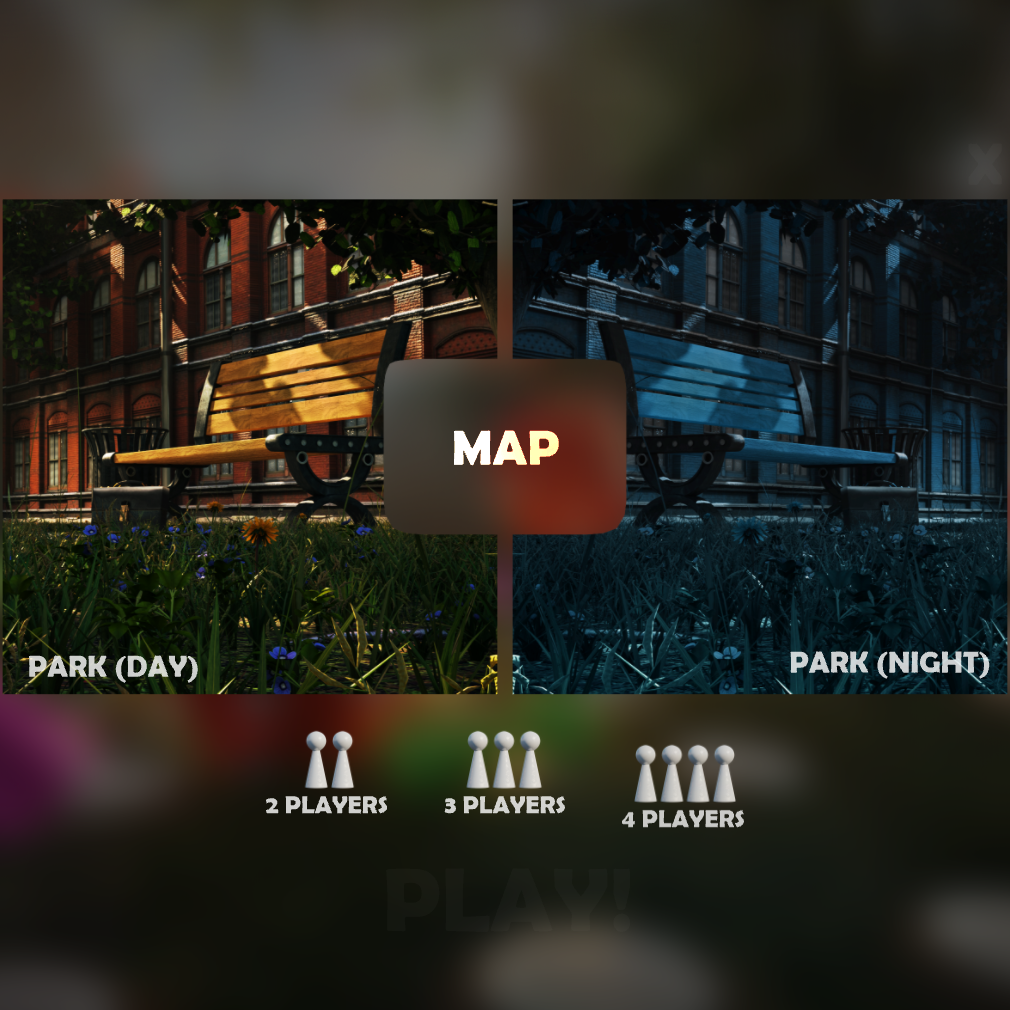 X
MAP
PARK (DAY)
PARK (NIGHT)
2 PLAYERS
3 PLAYERS
4 PLAYERS
PLAY!